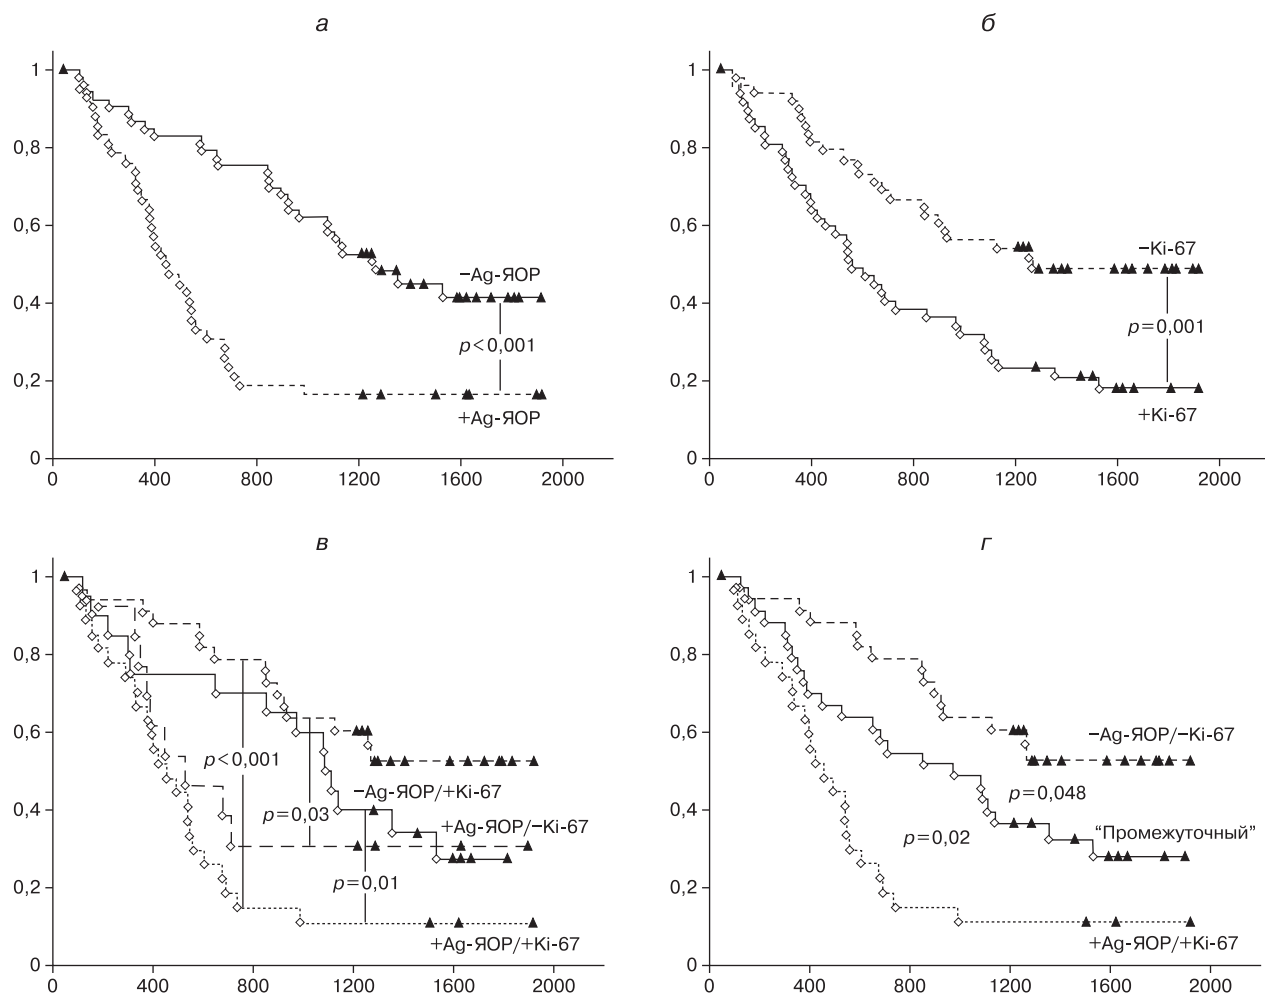 а
1
0,8
0,6
0,4
0,2
0
0 400 800 1200 1600 2000
−Ag-ЯОР
p<0,001
+Ag-ЯОР
б
1
0,8
0,6
0,4
0,2
0
0 400 800 1200 1600 2000
−Ki-67
p=0,001
+Ki-67
в
1
0,8
0,6
0,4
0,2
0
0 400 800 1200 1600 2000
p<0,001
−Ag-ЯОР/+Ki-67
p=0,03
+Ag-ЯОР/−Ki-67
p=0,01
+Ag-ЯОР/+Ki-67
г
1
0,8
0,6
0,4
0,2
0
0 400 800 1200 1600 2000
−Ag-ЯОР/−Ki-67
p=0,048
p=0,02
“Промежуточный”
+Ag-ЯОР/+Ki-67